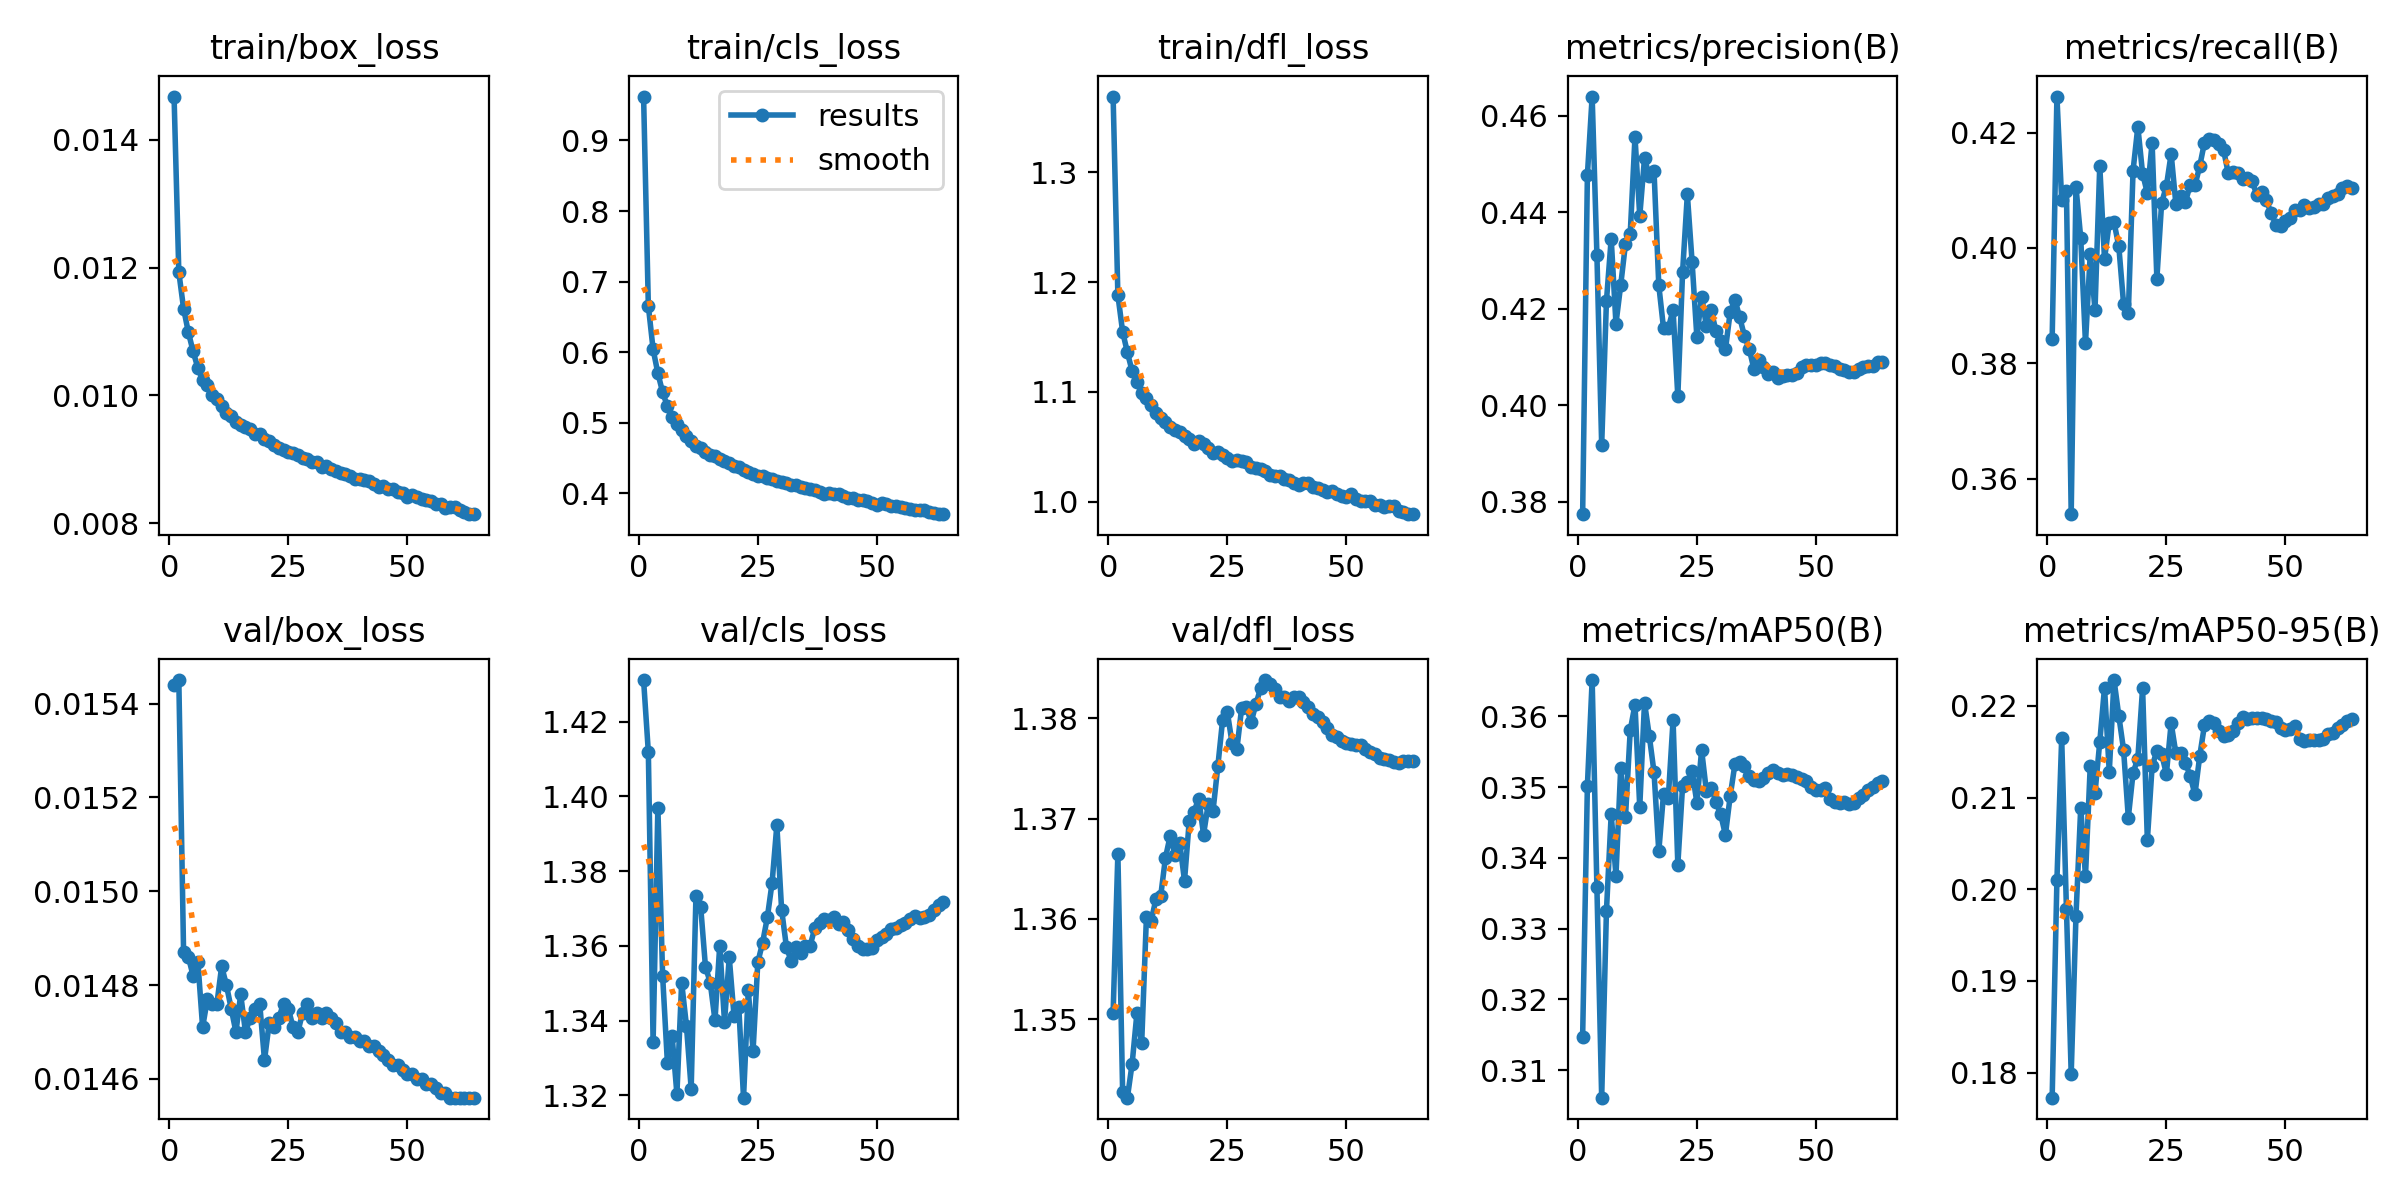 train/box_loss
train/cls_loss
train/dfl_loss
metrics/precision(B)
metrics/recall(B)
0.014
0.012
0.010
0.008
0 25 50
results
smooth
0.9
0.8
0.7
0.6
0.5
0.4
0 25 50
1.3
1.2
1.1
1.0
0 25 50
0.46
0.44
0.42
0.40
0.38
0 25 50
0.42
0.40
0.38
0.36
0 25 50
val/box_loss
val/cls_loss
val/dfl_loss
metrics/mAP50(B)
metrics/mAP50-95(B)
0.0154
0.0152
0.0150
0.0148
0.0146
0 25 50
1.42
1.40
1.38
1.36
1.34
1.32
0 25 50
1.38
1.37
1.36
1.35
0 25 50
0.36
0.35
0.34
0.33
0.32
0.31
0 25 50
0.22
0.21
0.20
0.19
0.18
0 25 50